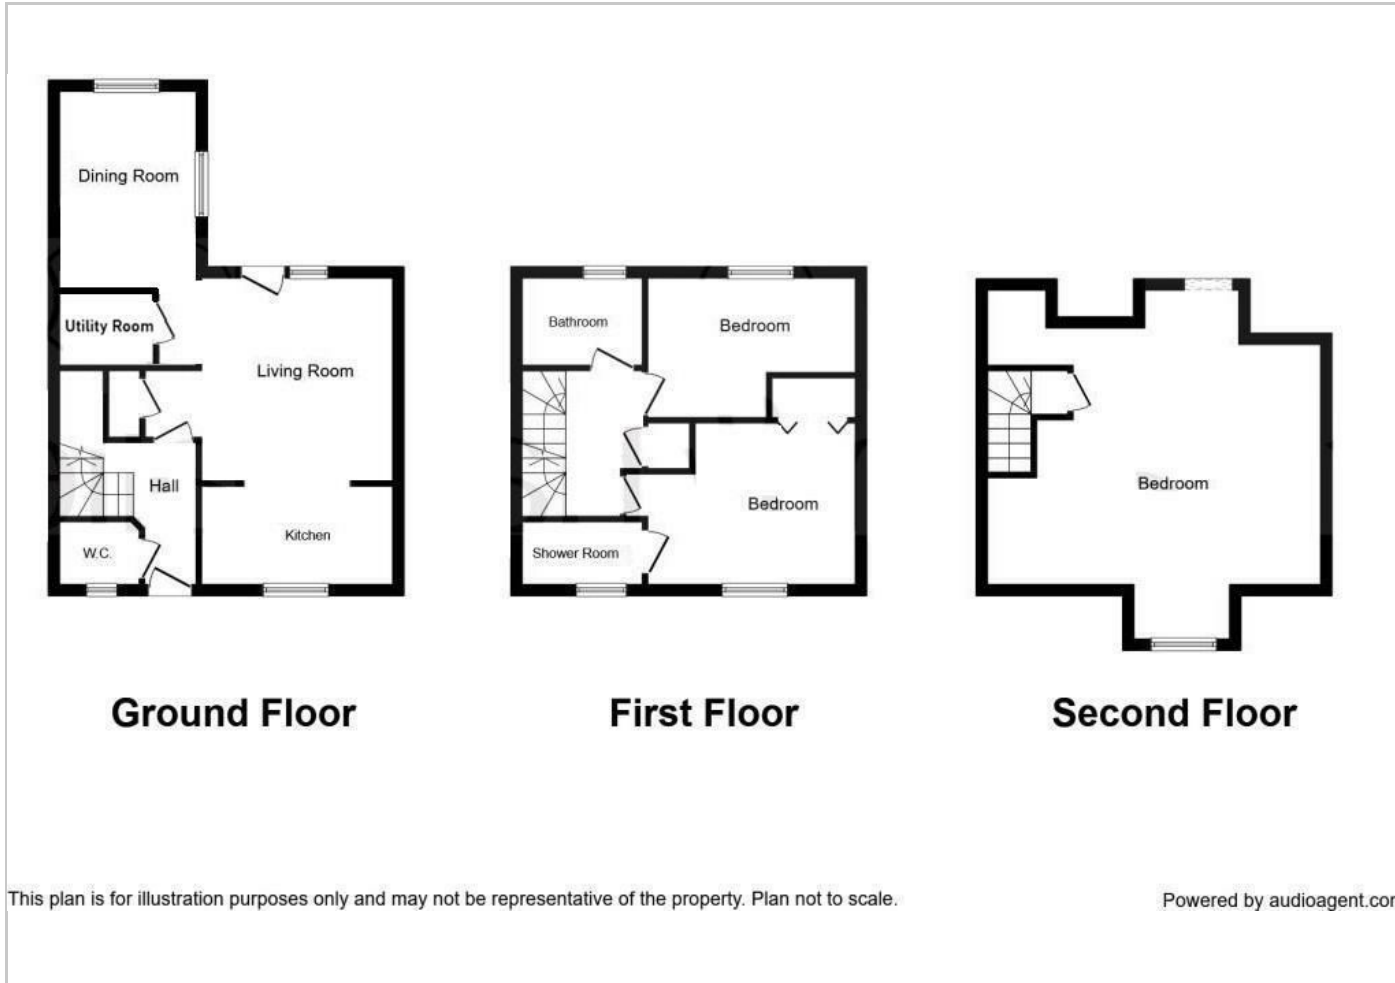 Dining Room
Utility Room
Living Room
Hall
Kitchen
W.C.
Ground Floor
Bathroom
Bedroom
Bedroom
Shower Room
First Floor
Bedroom
Second Floor
This plan is for illustration purposes only and may not be representative of the property. Plan not to scale.
Powered by audioagent.com